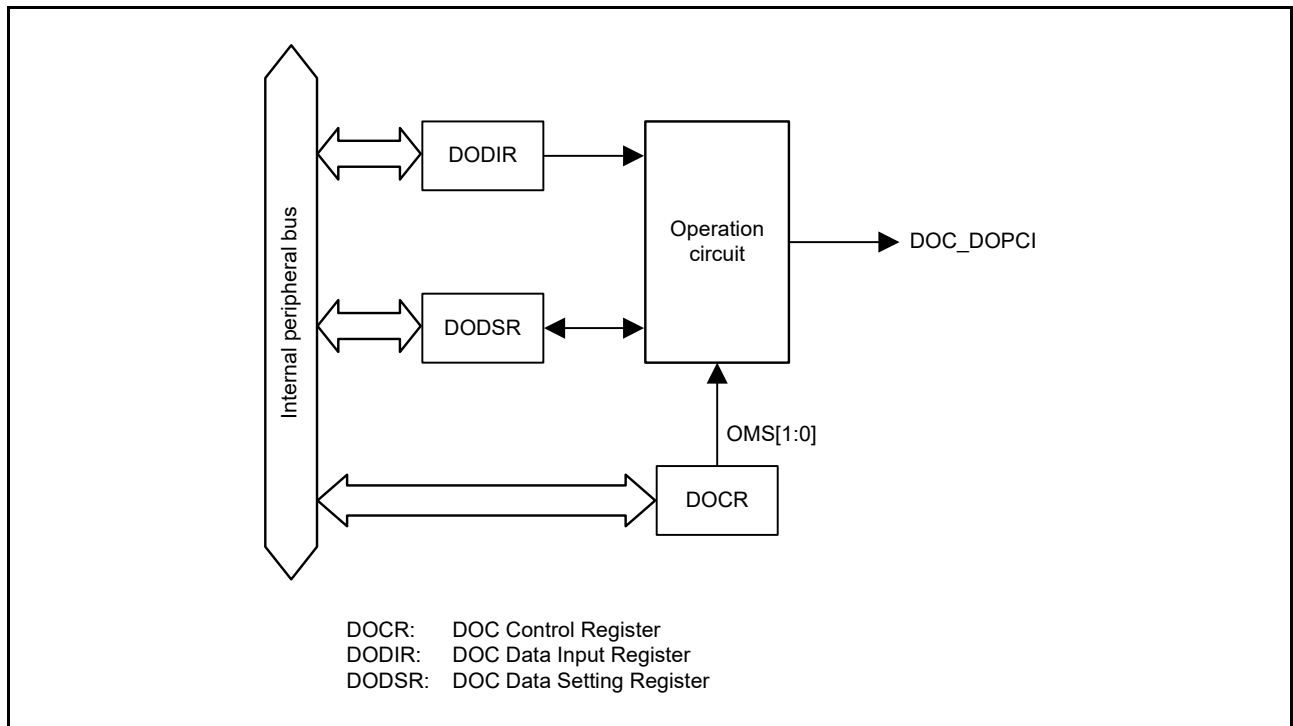 Internal peripheral bus
DODIR
DODSR
Operation
circuit
DOC_DOPCI
OMS[1:0]
DOCR
DOCR: DOC Control Register
DODIR: DOC Data Input Register
DODSR: DOC Data Setting Register